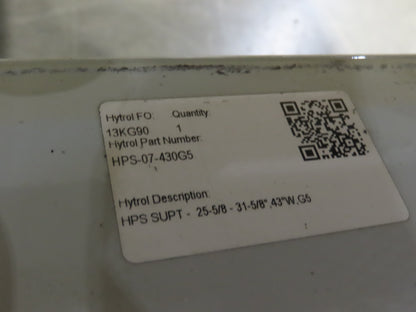 Hytrol FO: Quantity:
13KG90 1
Hytrol Part Number:
HPS-07-430G5
Hytrol Description:
HPS SUPT - 25-5/8 - 31-5/8",43"W,G5